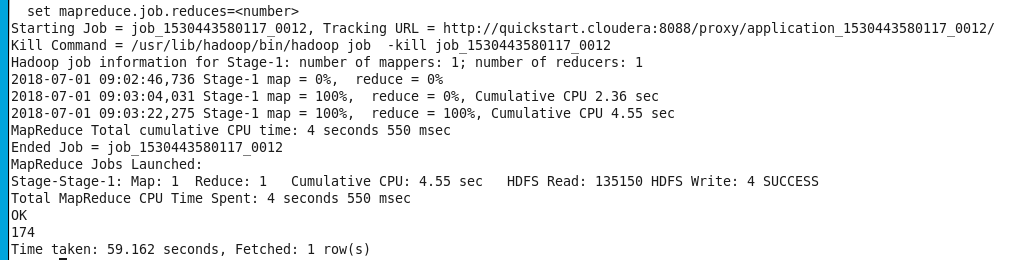 set mapreduce.job.reduces=<number>
Starting Job = job_1530443580117_0012, Tracking URL = http://quickstart.cloudera:8088/proxy/application_1530443580117_0012/
Kill Command = /usr/lib/hadoop/bin/hadoop job  -kill job_1530443580117_0012
Hadoop job information for Stage-1: number of mappers: 1; number of reducers: 1
2018-07-01 09:02:46,736 Stage-1 map = 0%,  reduce = 0%
2018-07-01 09:03:04,031 Stage-1 map = 100%,  reduce = 0%, Cumulative CPU 2.36 sec
2018-07-01 09:03:22,275 Stage-1 map = 100%,  reduce = 100%, Cumulative CPU 4.55 sec
MapReduce Total cumulative CPU time: 4 seconds 550 msec
Ended Job = job_1530443580117_0012
MapReduce Jobs Launched:
Stage-Stage-1: Map: 1  Reduce: 1   Cumulative CPU: 4.55 sec   HDFS Read: 135150 HDFS Write: 4 SUCCESS
Total MapReduce CPU Time Spent: 4 seconds 550 msec
OK
174
Time taken: 59.162 seconds, Fetched: 1 row(s)